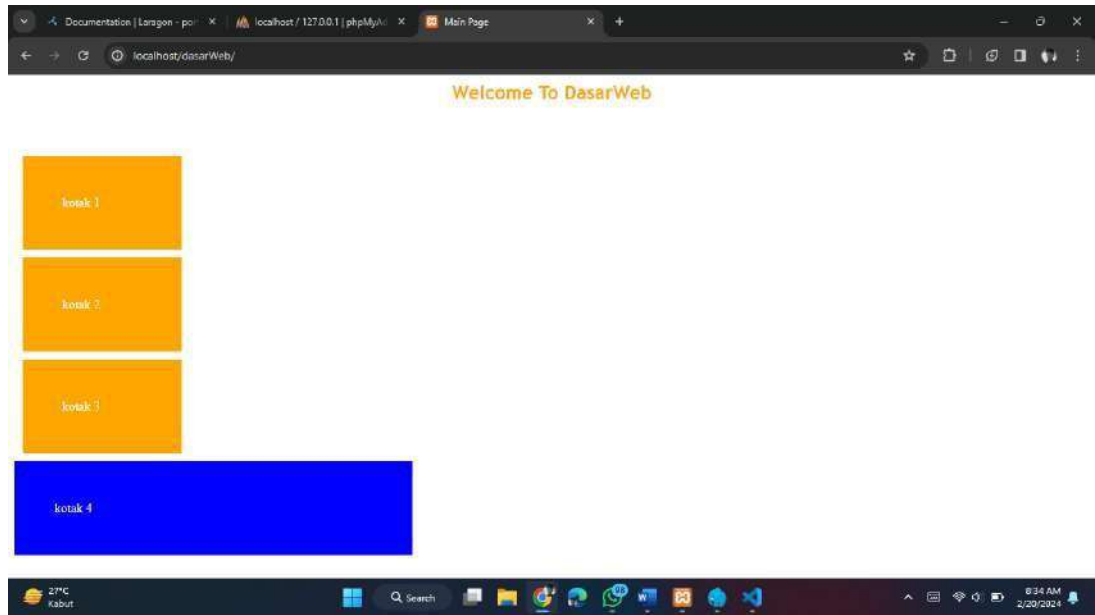 Documentation | Laragon - por
localhost / 127.0.0.1 | phpMyAd
Main Page
localhost/dasarWeb/
Welcome To DasarWeb
kotak 1
kotak 2
kotak 3
kotak 4
27°C
Kabut
Search
8:34 AM
2/20/2024